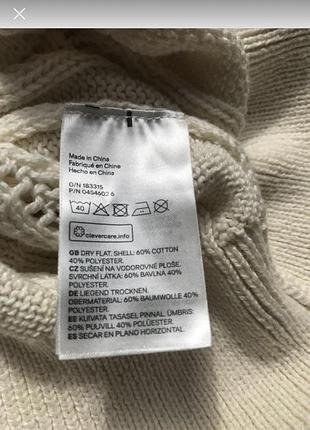 Made in China
Fabriqué en Chine
Hecho en China
O/N 183315
P/N 0454602 6
40
clevercare.info
GB DRY FLAT. SHELL: 60% COTTON
40% POLYESTER.
CZ SUŠENÍ NA VODOROVNÉ PLOŠE.
SVRCHNÍ LÁTKA: 60% BAVLNA 40%
POLYESTER.
DE LIEGEND TROCKNEN.
OBERMATERIAL: 60% BAUMWOLLE 40%
POLYESTER.
EE KUIVATA TASASEL PINNAL. ÜMBRIS:
60% PUUVILL 40% POLÜESTER.
ES SECAR EN PLANO HORIZONTAL.